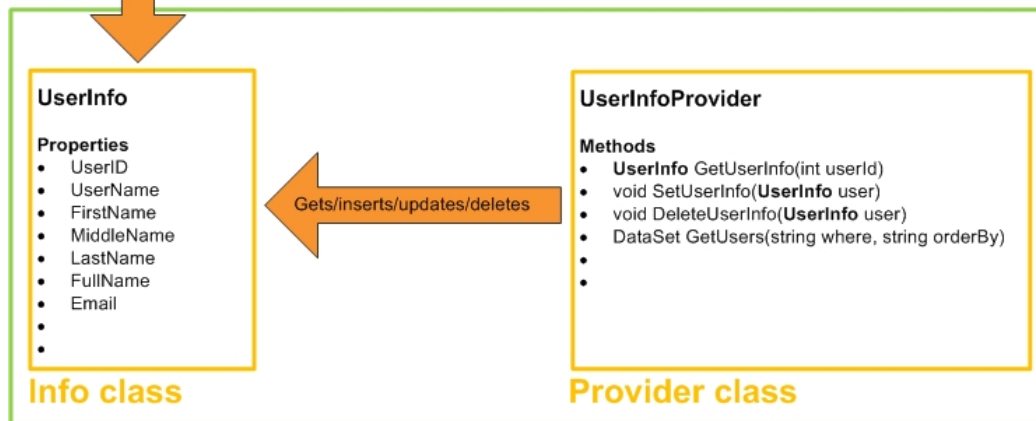 UserInfo
Properties
• UserID
• UserName
• FirstName
• MiddleName
• LastName
• FullName
• Email
•
•
Info class
Gets/inserts/updates/deletes
UserInfoProvider
Methods
• UserInfo GetUserInfo(int userId)
• void SetUserInfo(UserInfo user)
• void DeleteUserInfo(UserInfo user)
• DataSet GetUsers(string where, string orderBy)
•
•
Provider class